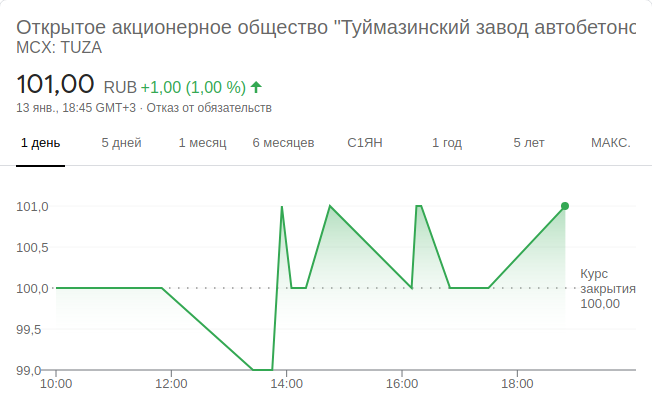 Открытое акционерное общество "Туймазинский завод автобетоно
MCX: TUZA
101,00 RUB +1,00 (1,00 %)
13 янв., 18:45 GMT+3 · Отказ от обязательств
1 день 5 дней 1 месяц 6 месяцев С1ЯН 1 год 5 лет МАКС.
101,0
100,5
100,0
99,5
99,0
Курс
закрытия
100,00
10:00 12:00 14:00 16:00 18:00